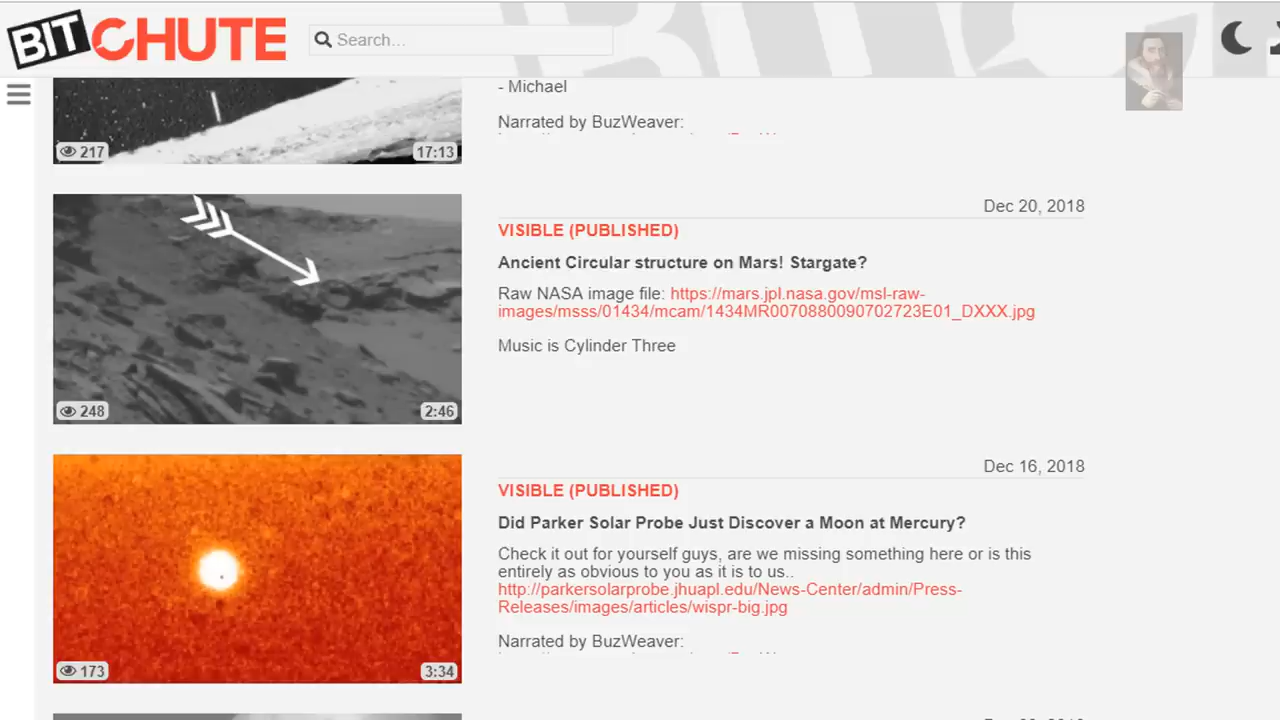 BITCHUTE
Search...
- Michael
Narrated by BuzWeaver:
217
17:13
Dec 20, 2018
VISIBLE (PUBLISHED)
Ancient Circular structure on Mars! Stargate?
Raw NASA image file: https://mars.jpl.nasa.gov/msl-raw-
images/msss/01434/mcam/1434MR0070880090702723E01_DXXX.jpg
Music is Cylinder Three
248
2:46
Dec 16, 2018
VISIBLE (PUBLISHED)
Did Parker Solar Probe Just Discover a Moon at Mercury?
Check it out for yourself guys, are we missing something here or is this
entirely as obvious to you as it is to us..
http://parkersolarprobe.jhuapl.edu/News-Center/admin/Press-
Releases/images/articles/wispr-big.jpg
Narrated by BuzWeaver:
173
3:34